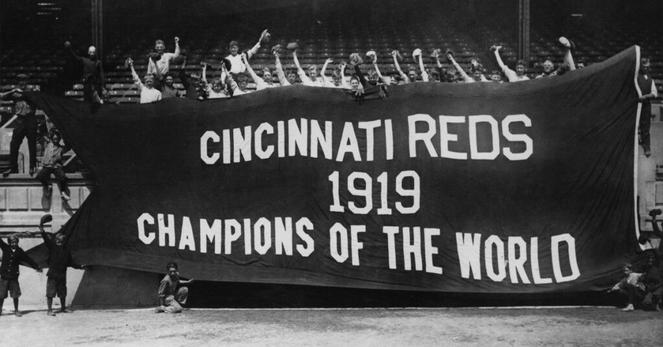 CINCINNATI REDS
1919
CHAMPIONS OF THE WORLD